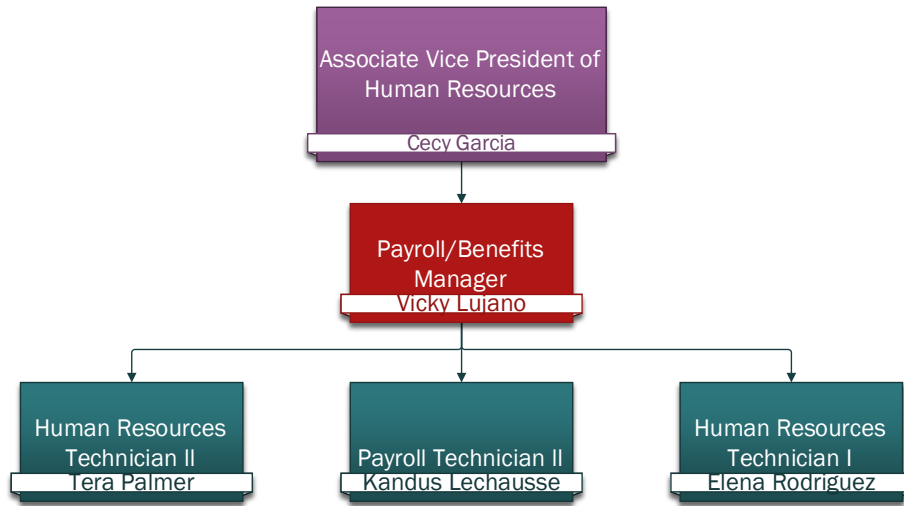 Associate Vice President of
Human Resources
Cecy Garcia
Payroll/Benefits
Manager
Vicky Lujano
Human Resources
Technician II
Tera Palmer
Payroll Technician II
Kandus Lechausse
Human Resources
Technician I
Elena Rodriguez